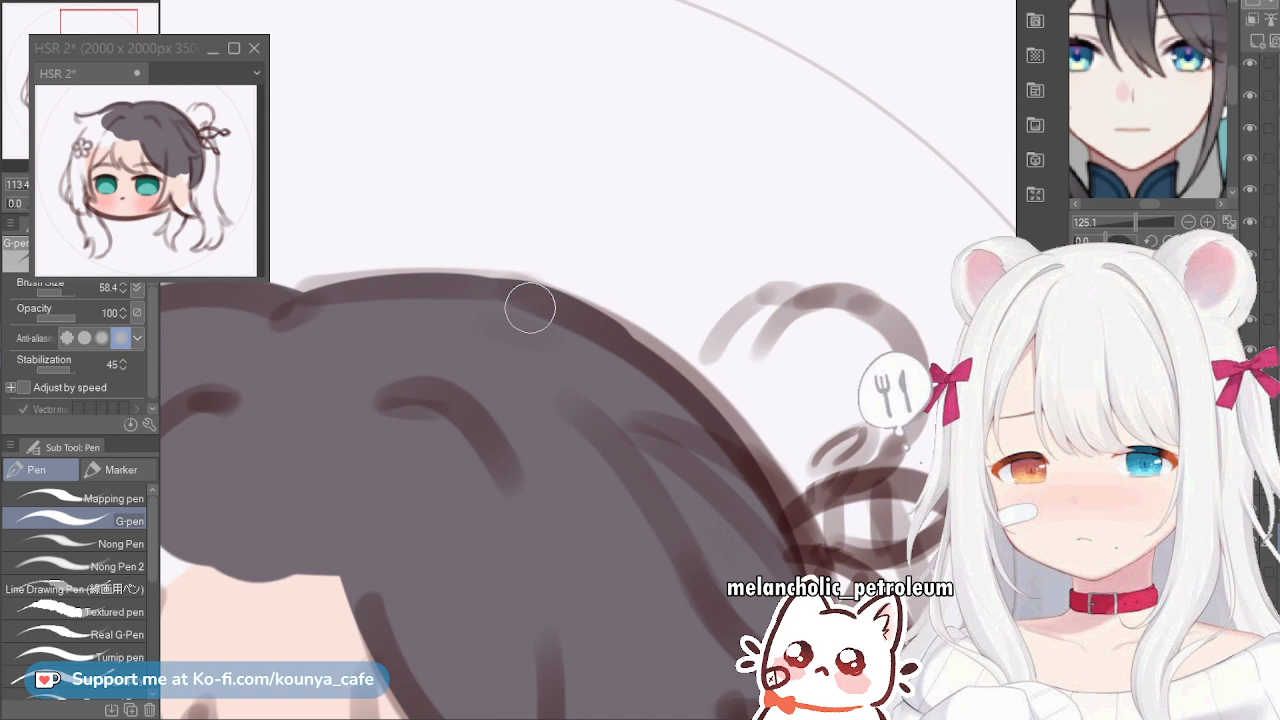 HSR 2* (2000 x 2000px 350
HSR 2*
113.4
0.0
G-pen
Brush Size 58.4
Opacity 100
Anti-aliasing
Stabilization 45
Adjust by speed
Vector ma
Sub Tool: Pen
Pen Marker
Mapping pen
G-pen
Nong Pen
Nong Pen 2
Line Drawing Pen (線画用ペン)
Textured pen
Real G-Pen
Turnip pen
Support me at Ko-fi.com/kounya_cafe
melancholic_petroleum
125.1
0.0